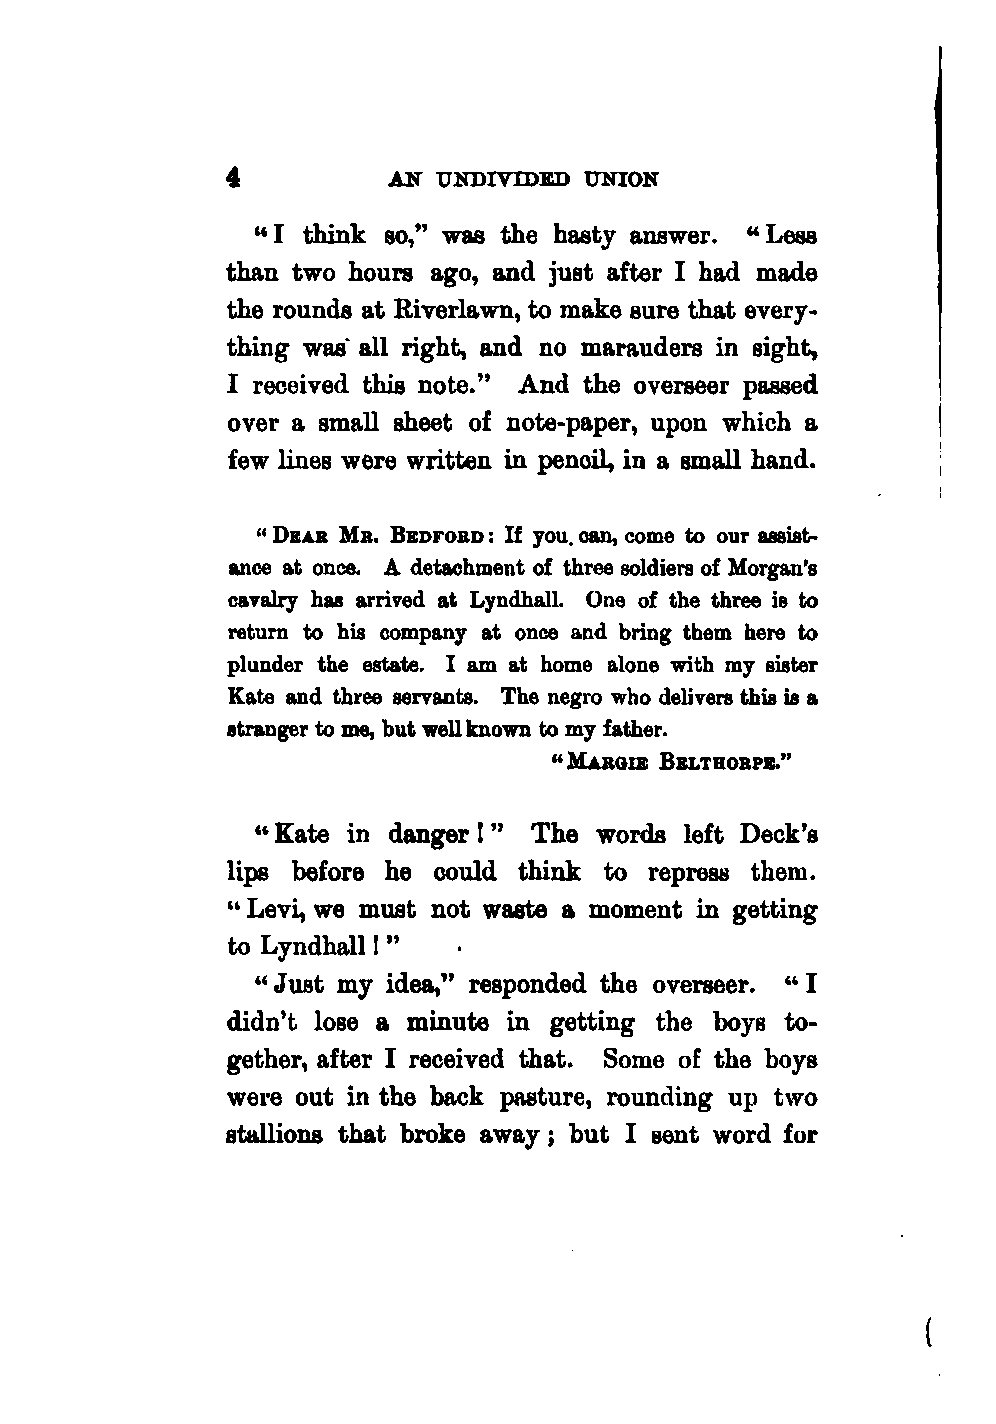 4 AN UNDIVIDED UNION
“I think so,” was the hasty answer. “Less
than two hours ago, and just after I had made
the rounds at Riverlawn, to make sure that every-
thing was all right, and no marauders in sight,
I received this note.” And the overseer passed
over a small sheet of note-paper, upon which a
few lines were written in pencil, in a small hand.
“DEAR MR. BEDFORD: If you can, come to our assist-
ance at once. A detachment of three soldiers of Morgan's
cavalry has arrived at Lyndhall. One of the three is to
return to his company at once and bring them here to
plunder the estate. I am at home alone with my sister
Kate and three servants. The negro who delivers this is a
stranger to me, but well known to my father.
“MARGIE BELTHORPE.”
“Kate in danger!” The words left Deck's
lips before he could think to repress them.
“Levi, we must not waste a moment in getting
to Lyndhall!”
“Just my idea,” responded the overseer. “I
didn't lose a minute in getting the boys to-
gether, after I received that. Some of the boys
were out in the back pasture, rounding up two
stallions that broke away; but I sent word for